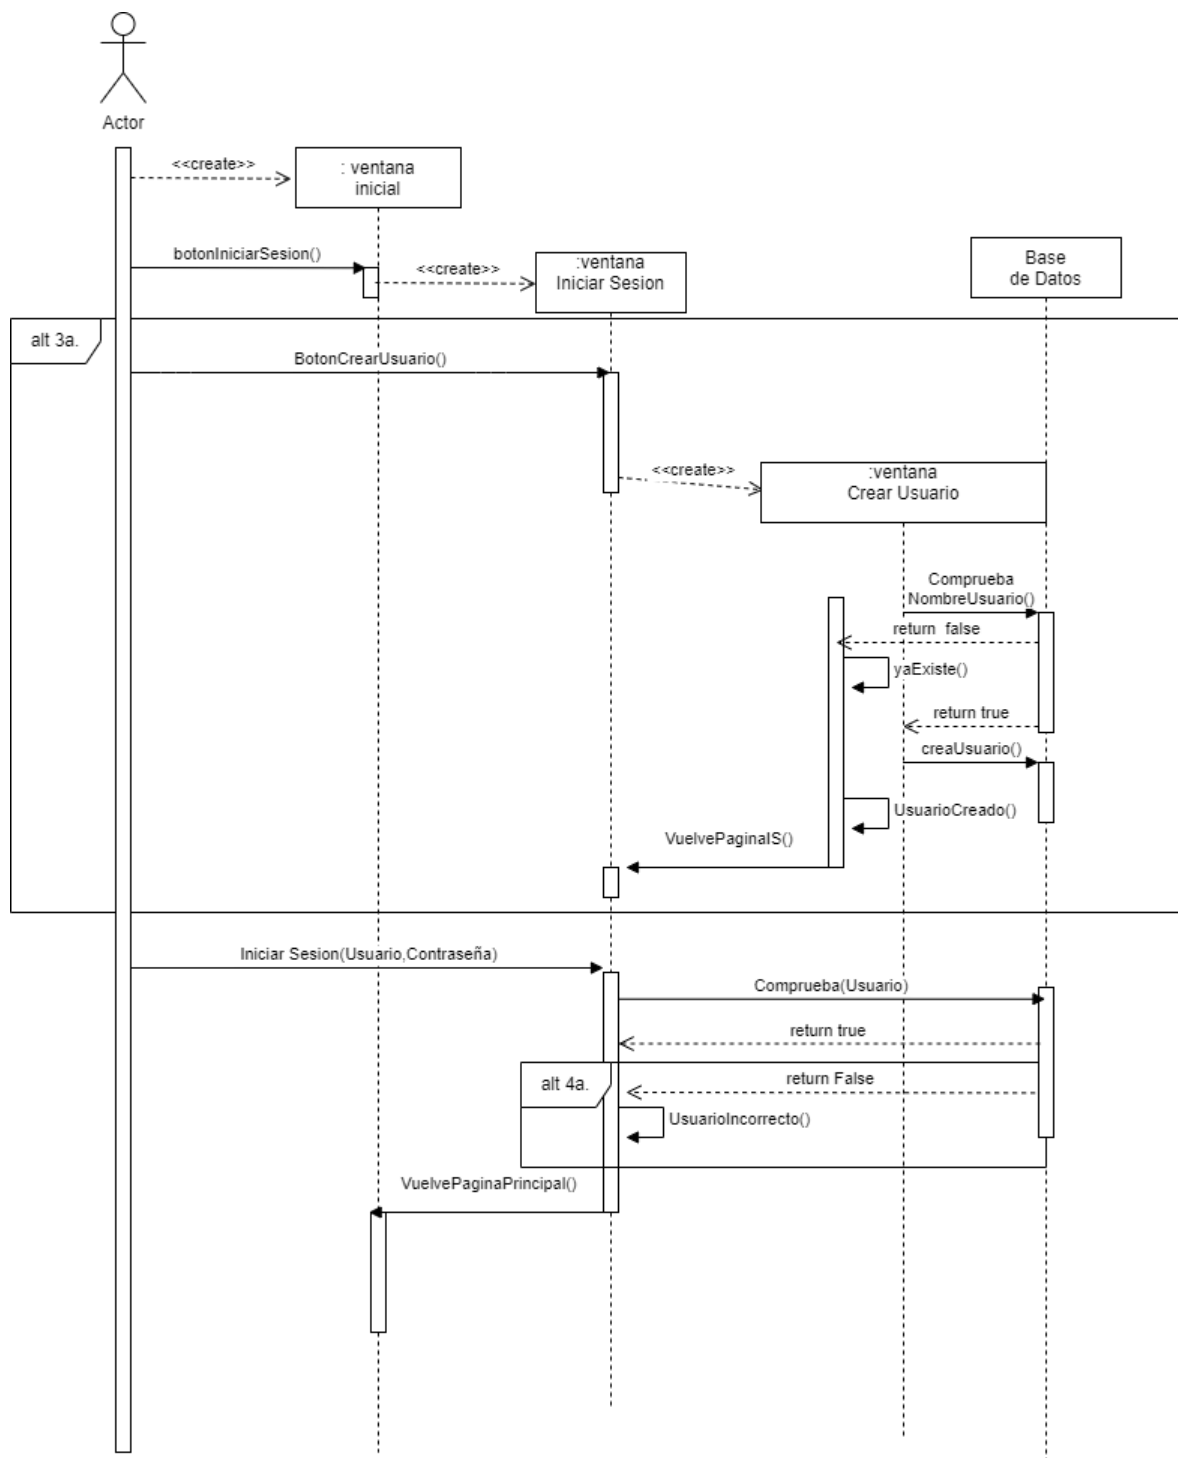 Actor
<<create>>
: ventana
inicial
botonIniciarSesion()
<<create>>
:ventana
Iniciar Sesion
Base
de Datos
alt 3a.
BotonCrearUsuario()
<<create>>
:ventana
Crear Usuario
Comprueba
NombreUsuario()
return  false
yaExiste()
return true
creaUsuario()
UsuarioCreado()
VuelvePaginaIS()
Iniciar Sesion(Usuario,Contraseña)
Comprueba(Usuario)
return true
alt 4a.
return False
UsuarioIncorrecto()
VuelvePaginaPrincipal()